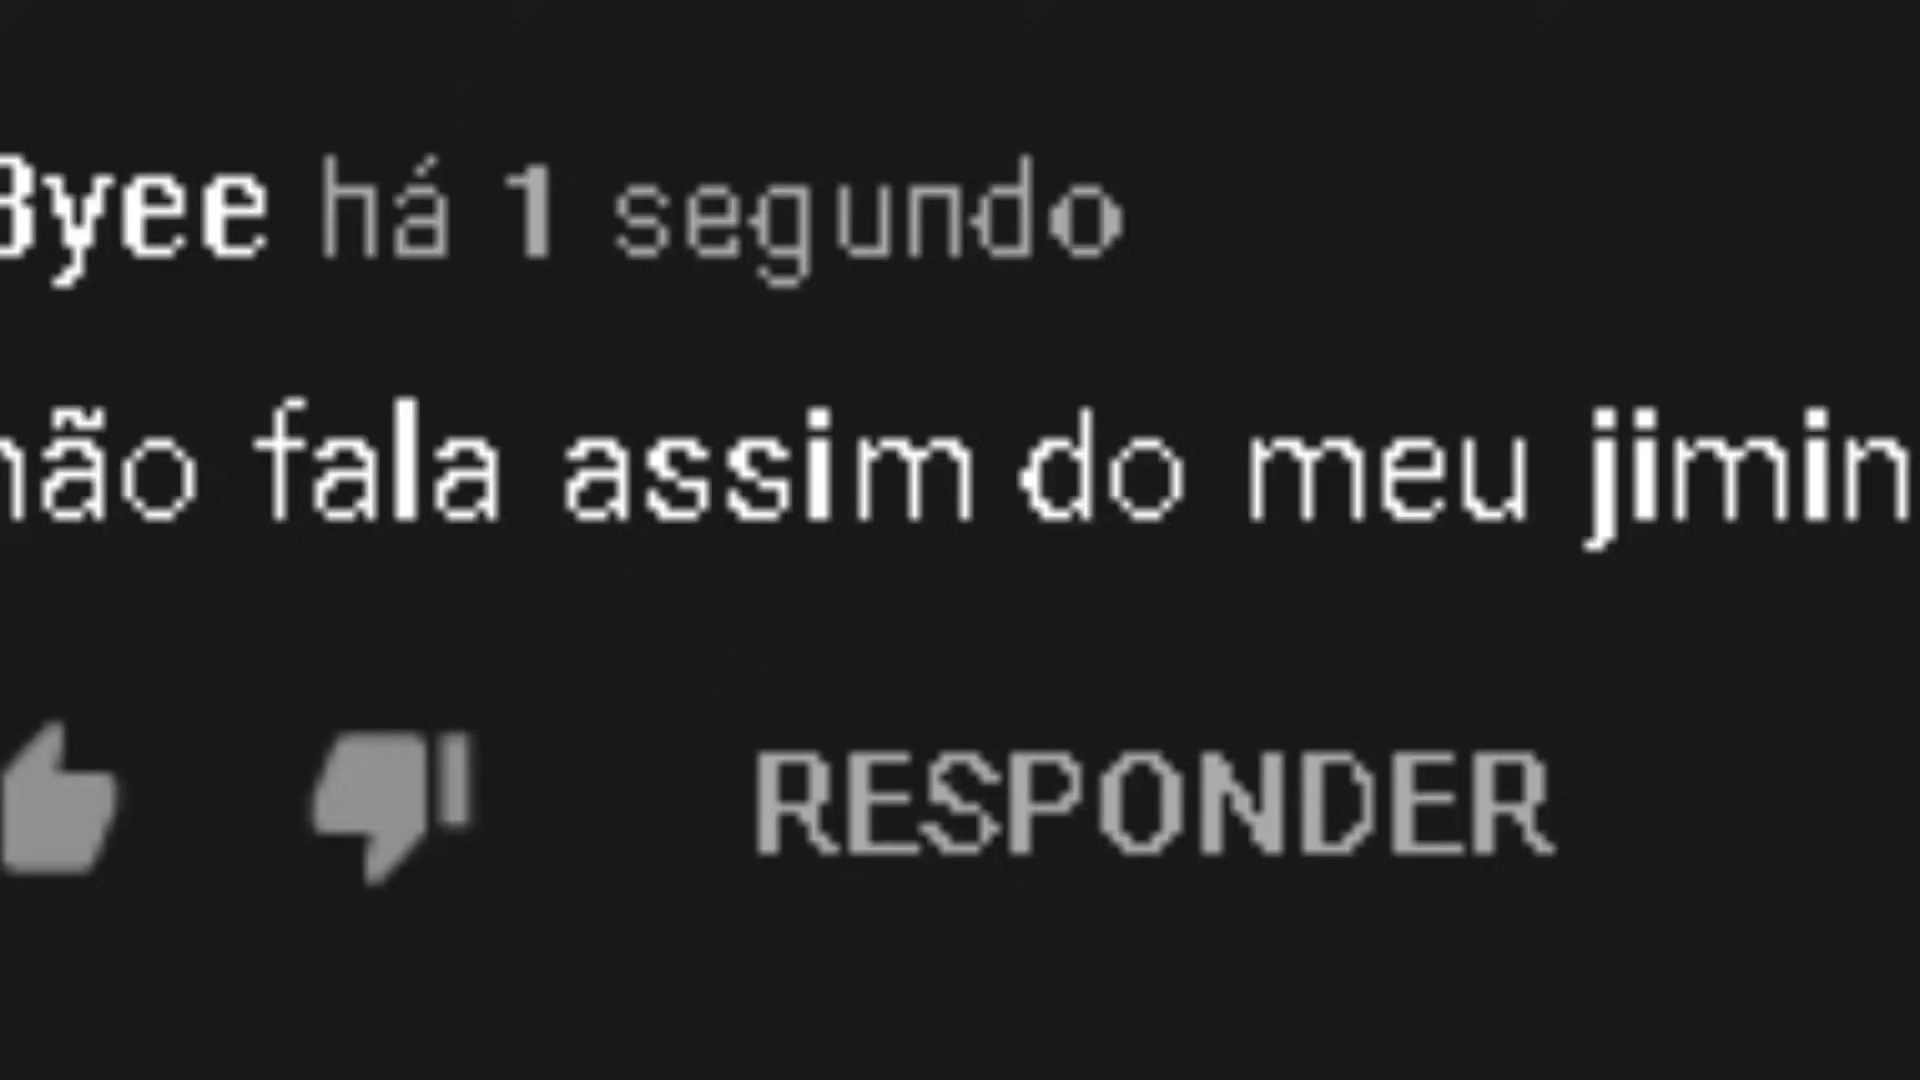 Byee há 1 segundo
não fala assim do meu jimin
RESPONDER